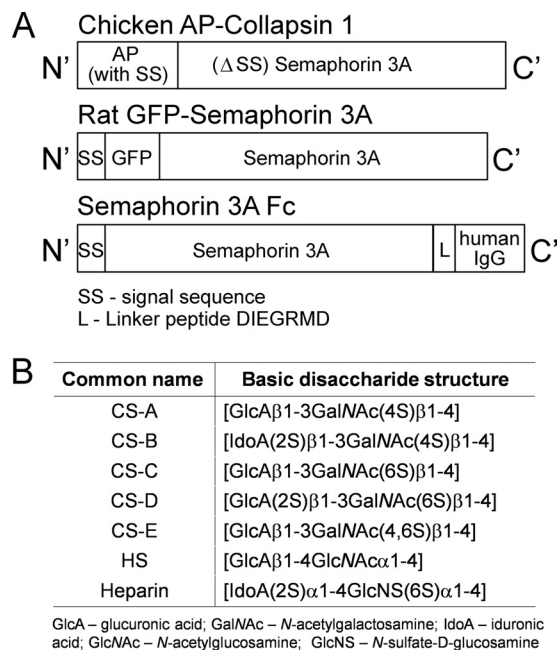 A
Chicken AP-Collapsin 1
N’ AP (with SS) (ΔSS) Semaphorin 3A C’
Rat GFP-Semaphorin 3A
N’ SS GFP Semaphorin 3A C’
Semaphorin 3A Fc
N’ SS Semaphorin 3A L human IgG C’
SS - signal sequence
L - Linker peptide DIEGRMD
B
Common name Basic disaccharide structure
CS-A [GlcAβ1-3GalNAc(4S)β1-4]
CS-B [IdoA(2S)β1-3GalNAc(4S)β1-4]
CS-C [GlcAβ1-3GalNAc(6S)β1-4]
CS-D [GlcA(2S)β1-3GalNAc(6S)β1-4]
CS-E [GlcAβ1-3GalNAc(4,6S)β1-4]
HS [GlcAβ1-4GlcNAcα1-4]
Heparin [IdoA(2S)α1-4GlcNS(6S)α1-4]
GlcA – glucuronic acid; GalNAc – N-acetylgalactosamine; IdoA – iduronic
acid; GlcNAc – N-acetylglucosamine; GlcNS – N-sulfate-D-glucosamine